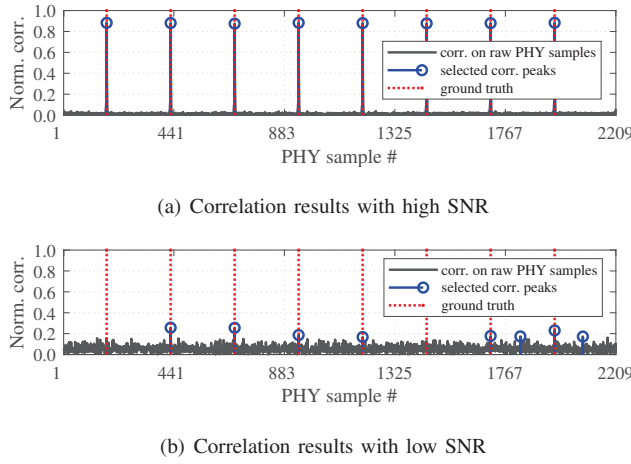 Norm. corr.
1.0
0.8
0.6
0.4
0.2
0.0
corr. on raw PHY samples
selected corr. peaks
ground truth
1 441 883 1325 1767 2209
PHY sample #
(a) Correlation results with high SNR
Norm. corr.
1.0
0.8
0.6
0.4
0.2
0.0
corr. on raw PHY samples
selected corr. peaks
ground truth
1 441 883 1325 1767 2209
PHY sample #
(b) Correlation results with low SNR